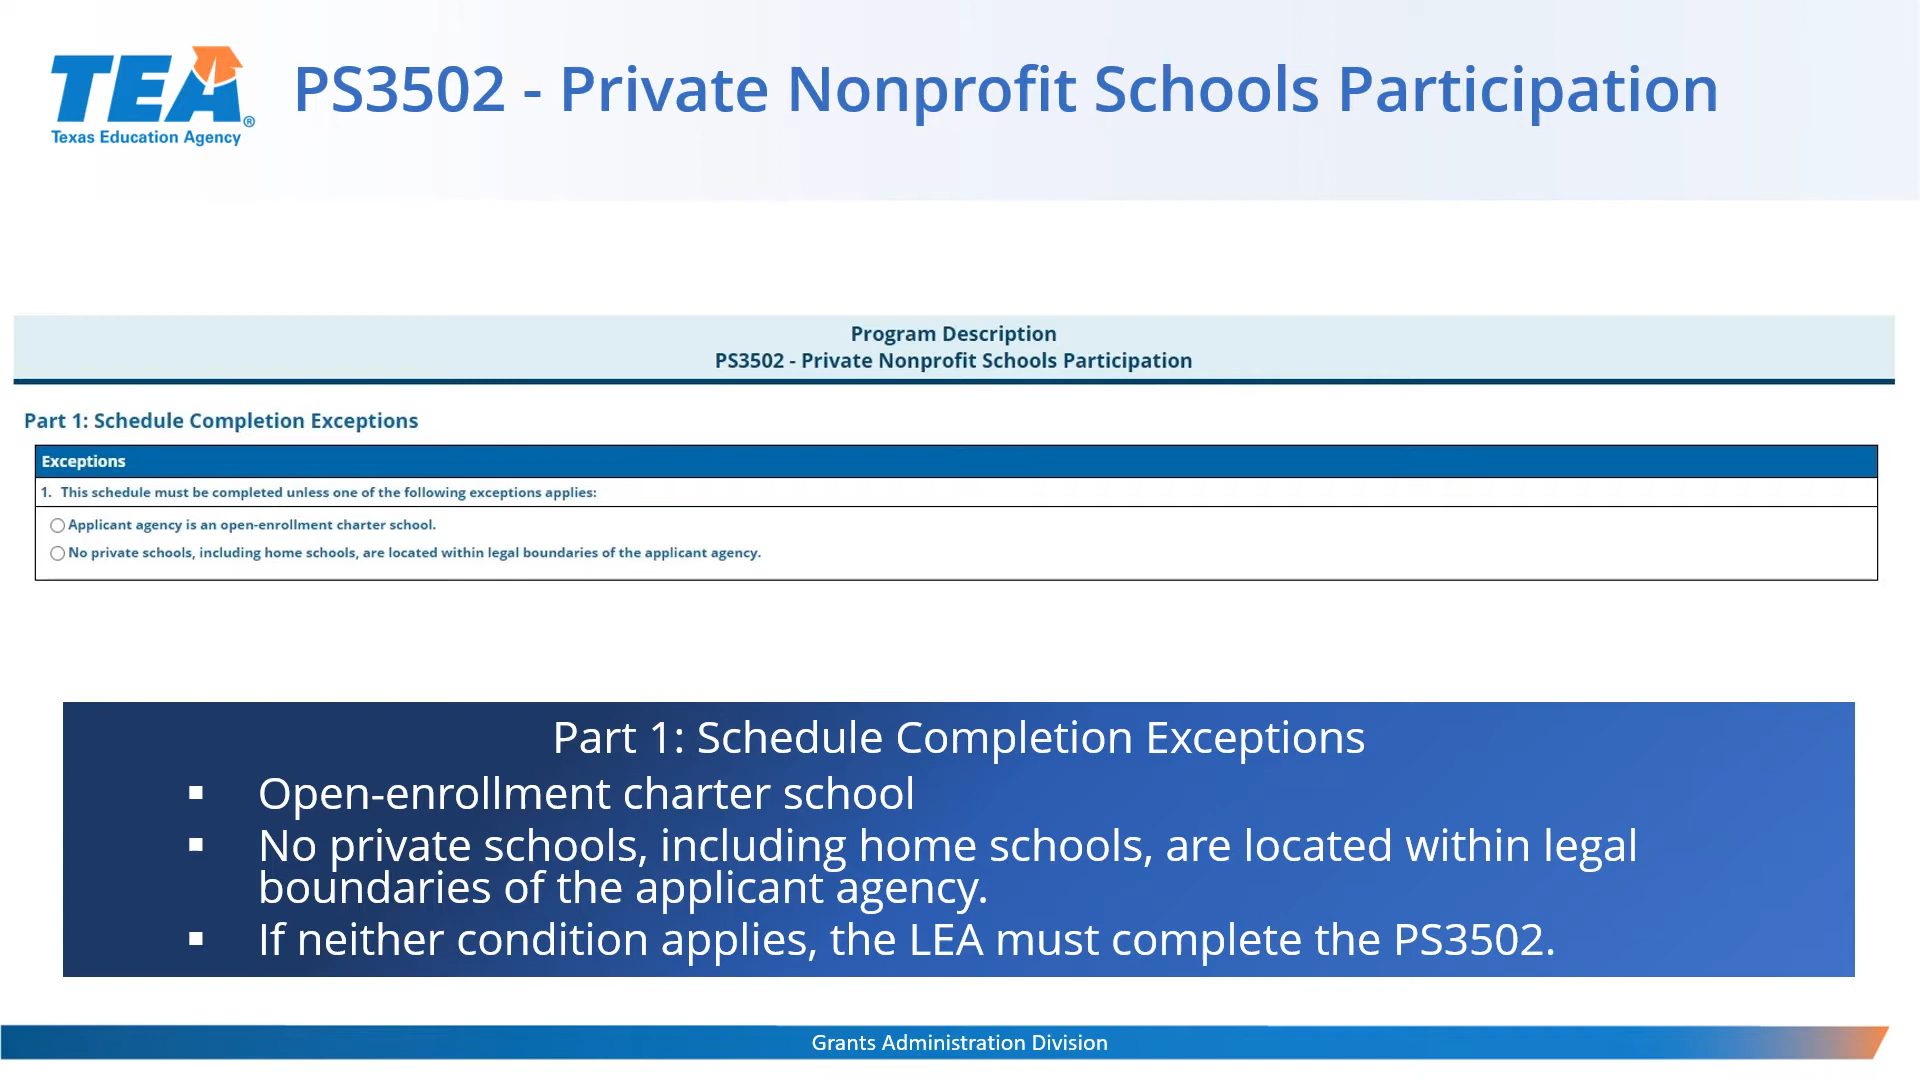 TEA®
Texas Education Agency
PS3502 - Private Nonprofit Schools Participation
Program Description
PS3502 - Private Nonprofit Schools Participation
Part 1: Schedule Completion Exceptions
Exceptions
1. This schedule must be completed unless one of the following exceptions applies:
Applicant agency is an open-enrollment charter school.
No private schools, including home schools, are located within legal boundaries of the applicant agency.
Part 1: Schedule Completion Exceptions
▪ Open-enrollment charter school
▪ No private schools, including home schools, are located within legal
boundaries of the applicant agency.
▪ If neither condition applies, the LEA must complete the PS3502.
Grants Administration Division